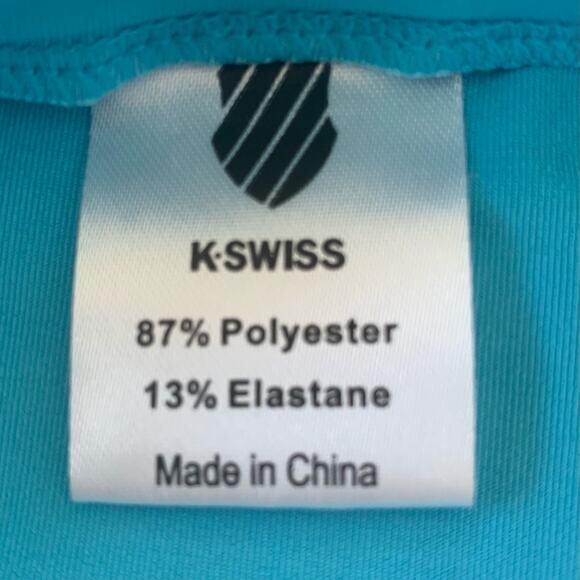 K·SWISS
87% Polyester
13% Elastane
Made in China